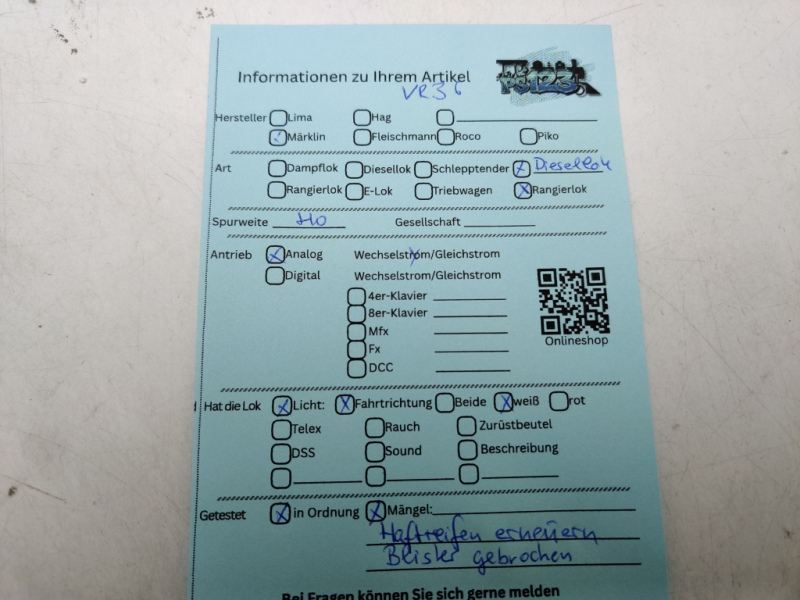 Informationen zu Ihrem Artikel
VR36
Hersteller Lima Hag
Märklin Fleischmann Roco Piko
Art Dampflok Diesellok Schlepptender Diesellok
Rangierlok E-Lok Triebwagen Rangierlok
Spurweite H0 Gesellschaft
Antrieb Analog Wechselstrom/Gleichstrom
Digital Wechselstrom/Gleichstrom
4er-Klavier
8er-Klavier
Mfx
Fx
DCC
Onlineshop
Hat die Lok Licht: Fahrtrichtung Beide weiß rot
Telex Rauch Zurüstbeutel
DSS Sound Beschreibung
Getestet in Ordnung Mängel:
Haftreifen erneuern
Blister gebrochen
Bei Fragen können Sie sich gerne melden